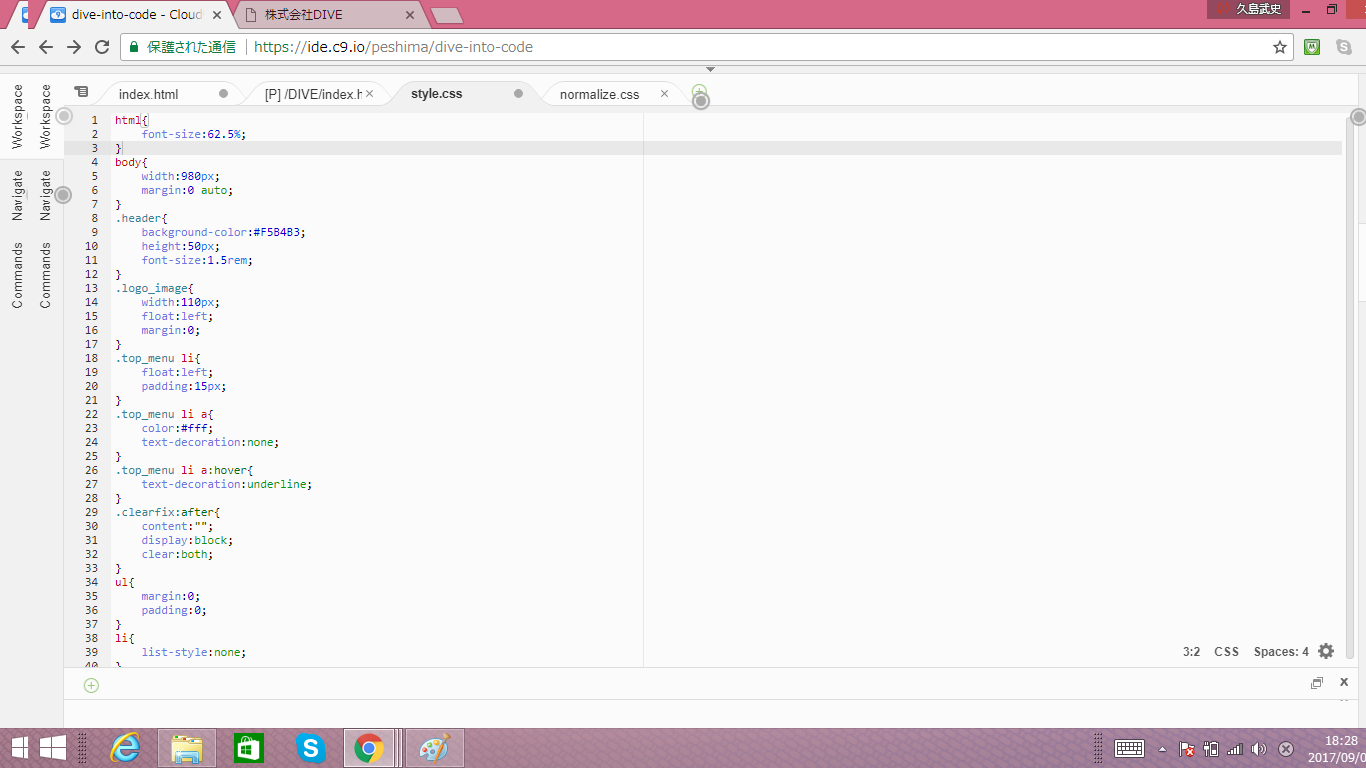 dive-into-code - Cloud
株式会社DIVE
久島武史
保護された通信
https://ide.c9.io/peshima/dive-into-code
Workspace
Workspace
Navigate
Navigate
Commands
Commands
index.html
[P] /DIVE/index.h
style.css
normalize.css
1 html{
2 font-size:62.5%;
3 }
4 body{
5 width:980px;
6 margin:0 auto;
7 }
8 .header{
9 background-color:#F5B4B3;
10 height:50px;
11 font-size:1.5rem;
12 }
13 .logo_image{
14 width:110px;
15 float:left;
16 margin:0;
17 }
18 .top_menu li{
19 float:left;
20 padding:15px;
21 }
22 .top_menu li a{
23 color:#fff;
24 text-decoration:none;
25 }
26 .top_menu li a:hover{
27 text-decoration:underline;
28 }
29 .clearfix:after{
30 content:"";
31 display:block;
32 clear:both;
33 }
34 ul{
35 margin:0;
36 padding:0;
37 }
38 li{
39 list-style:none;
40 }
3:2 CSS Spaces: 4
18:28
2017/09/0